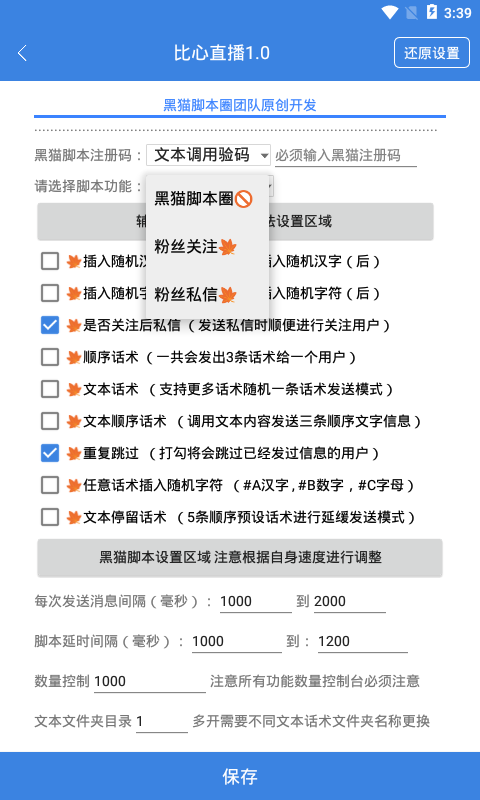 3:39
比心直播1.0
还原设置
黑猫脚本圈团队原创开发
黑猫脚本注册码： 文本调用验码 必须输入黑猫注册码
请选择脚本功能：
黑猫脚本圈🚫
设置区域
粉丝关注🍁
🍁插入随机 插入随机汉字（后）
🍁插入随机 插入随机字符（后）
粉丝私信🍁
🍁是否关注后私信（发送私信时顺便进行关注用户）
🍁顺序话术（一共会发出3条话术给一个用户）
🍁文本话术 （支持更多话术随机一条话术发送模式）
🍁文本顺序话术 （调用文本内容发送三条顺序文字信息）
🍁重复跳过 （打勾将会跳过已经发过信息的用户）
🍁任意话术插入随机字符 （#A汉字,#B数字，#C字母）
🍁文本停留话术 （5条顺序预设话术进行延缓发送模式）
黑猫脚本设置区域 注意根据自身速度进行调整
每次发送消息间隔（毫秒）： 1000 到 2000
脚本延时间隔（毫秒）： 1000 到： 1200
数量控制 1000 注意所有功能数量控制台必须注意
文本文件夹目录 1 多开需要不同文本话术文件夹名称更换
保存